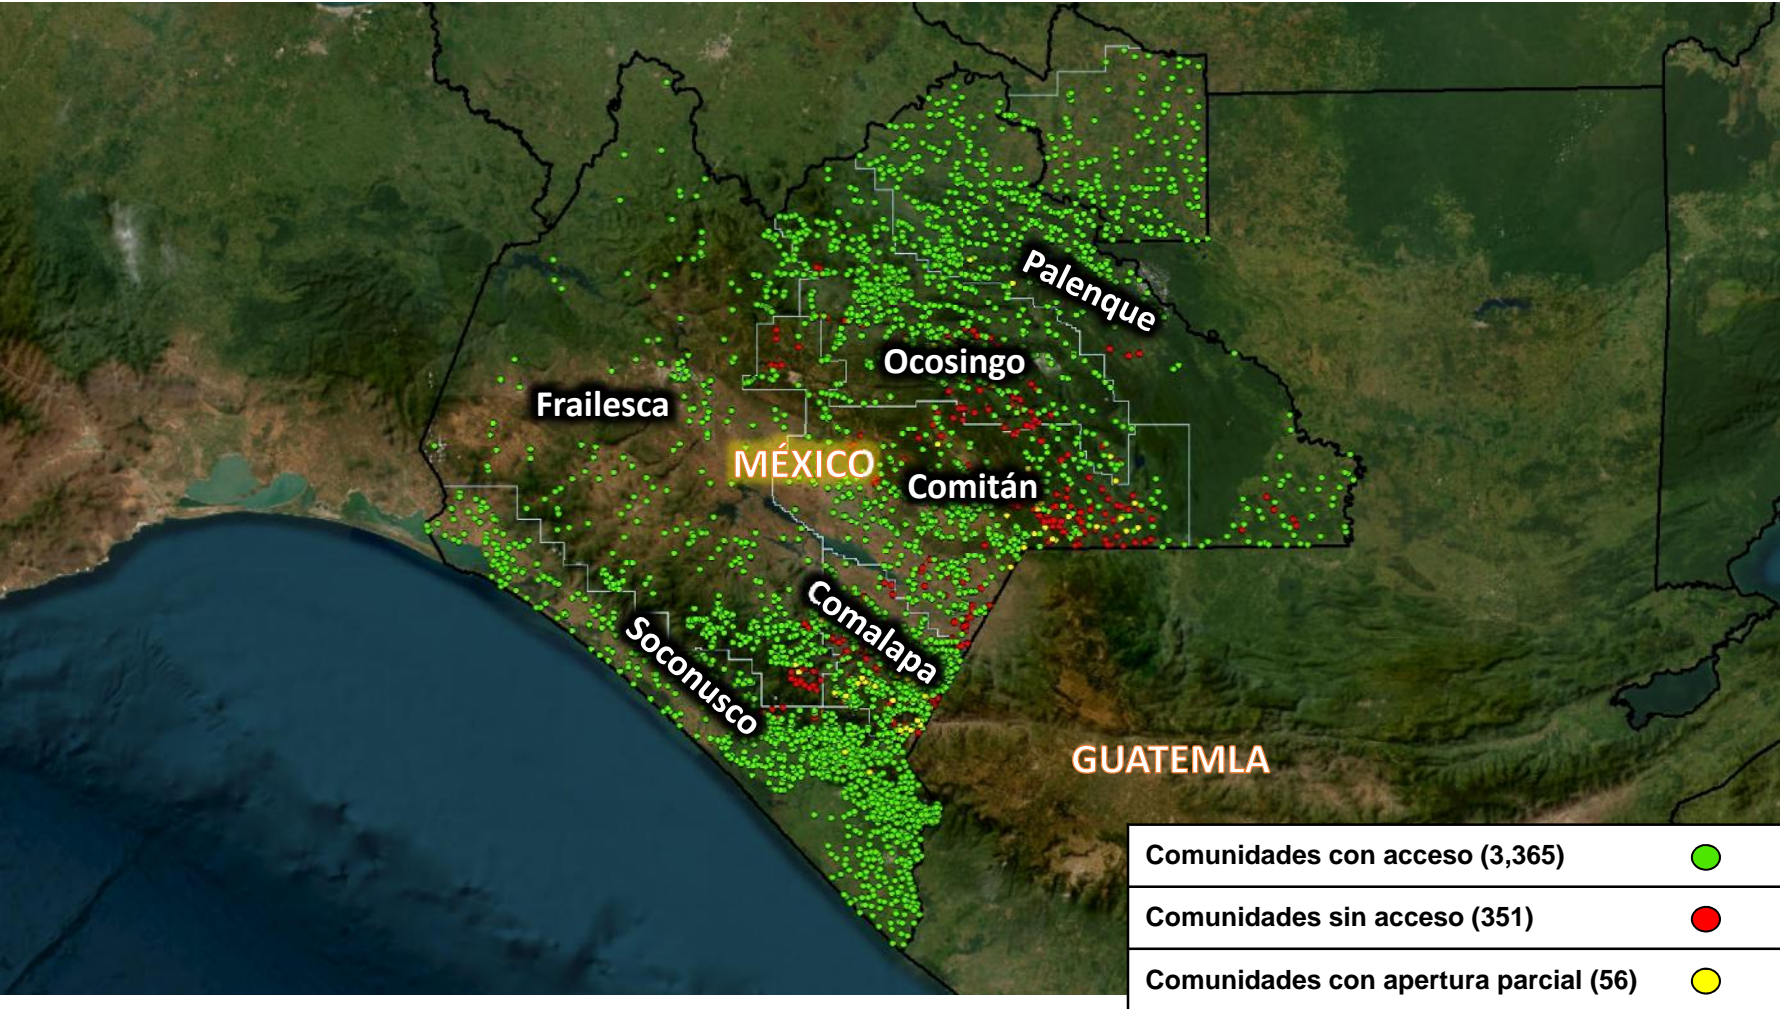 Palenque
Ocosingo
Frailesca
MÉXICO
Comitán
Comalapa
Soconusco
GUATEMLA
Comunidades con acceso (3,365)
Comunidades sin acceso (351)
Comunidades con apertura parcial (56)